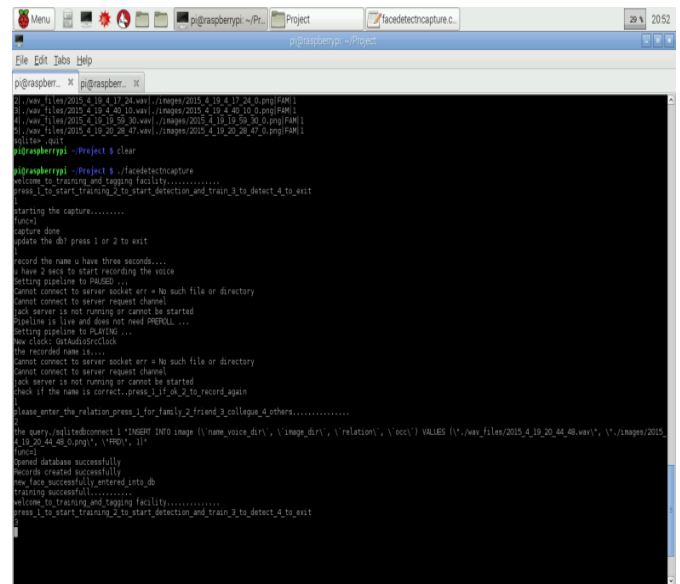 Menu
pi@raspberrypi: ~/Pr...
Project
facedetectncapture.c...
29 %
20:52
pi@raspberrypi: ~/Project
File Edit Tabs Help
pi@raspberr...
pi@raspberr...
2|./wav_files/2015_4_19_4_17_24.wav|./images/2015_4_19_4_17_24_0.png|FAM|1
3|./wav_files/2015_4_19_4_40_10.wav|./images/2015_4_19_4_40_10_0.png|FAM|1
4|./wav_files/2015_4_19_19_59_30.wav|./images/2015_4_19_19_59_30_0.png|FAM|1
5|./wav_files/2015_4_19_20_28_47.wav|./images/2015_4_19_20_28_47_0.png|FAM|1
sqlite> .quit
pi@raspberrypi ~/Project $ clear
pi@raspberrypi ~/Project $ ./facedetectncapture
welcome_to_training_and_tagging facility.............
press_1_to_start_training_2_to_start_detection_and_train_3_to_detect_4_to_exit
1
starting the capture.........
func=1
capture done
update the db? press 1 or 2 to exit
1
record the name u have three seconds....
u have 2 secs to start recording the voice
Setting pipeline to PAUSED ...
Cannot connect to server socket err = No such file or directory
Cannot connect to server request channel
jack server is not running or cannot be started
Pipeline is live and does not need PREROLL ...
Setting pipeline to PLAYING ...
New clock: GstAudioSrcClock
the recorded name is....
Cannot connect to server socket err = No such file or directory
Cannot connect to server request channel
jack server is not running or cannot be started
check if the name is correct..press_1_if_ok_2_to_record_again
1
please_enter_the_relation_press_1_for_family_2_friend_3_collegue_4_others...............
2
the query./sqlitedbconnect 1 "INSERT INTO image (\`name_voice_dir\`, \`image_dir\`, \`relation\`, \`occ\`) VALUES (\"./wav_files/2015_4_19_20_44_48.wav\", \"./images/2015_
4_19_20_44_48_0.png\", \"FRD\", 1)"
func=1
Opened database successfully
Records created successfully
new_face_successfully_entered_into_db
training successfull...........
welcome_to_training_and_tagging facility.............
press_1_to_start_training_2_to_start_detection_and_train_3_to_detect_4_to_exit
3